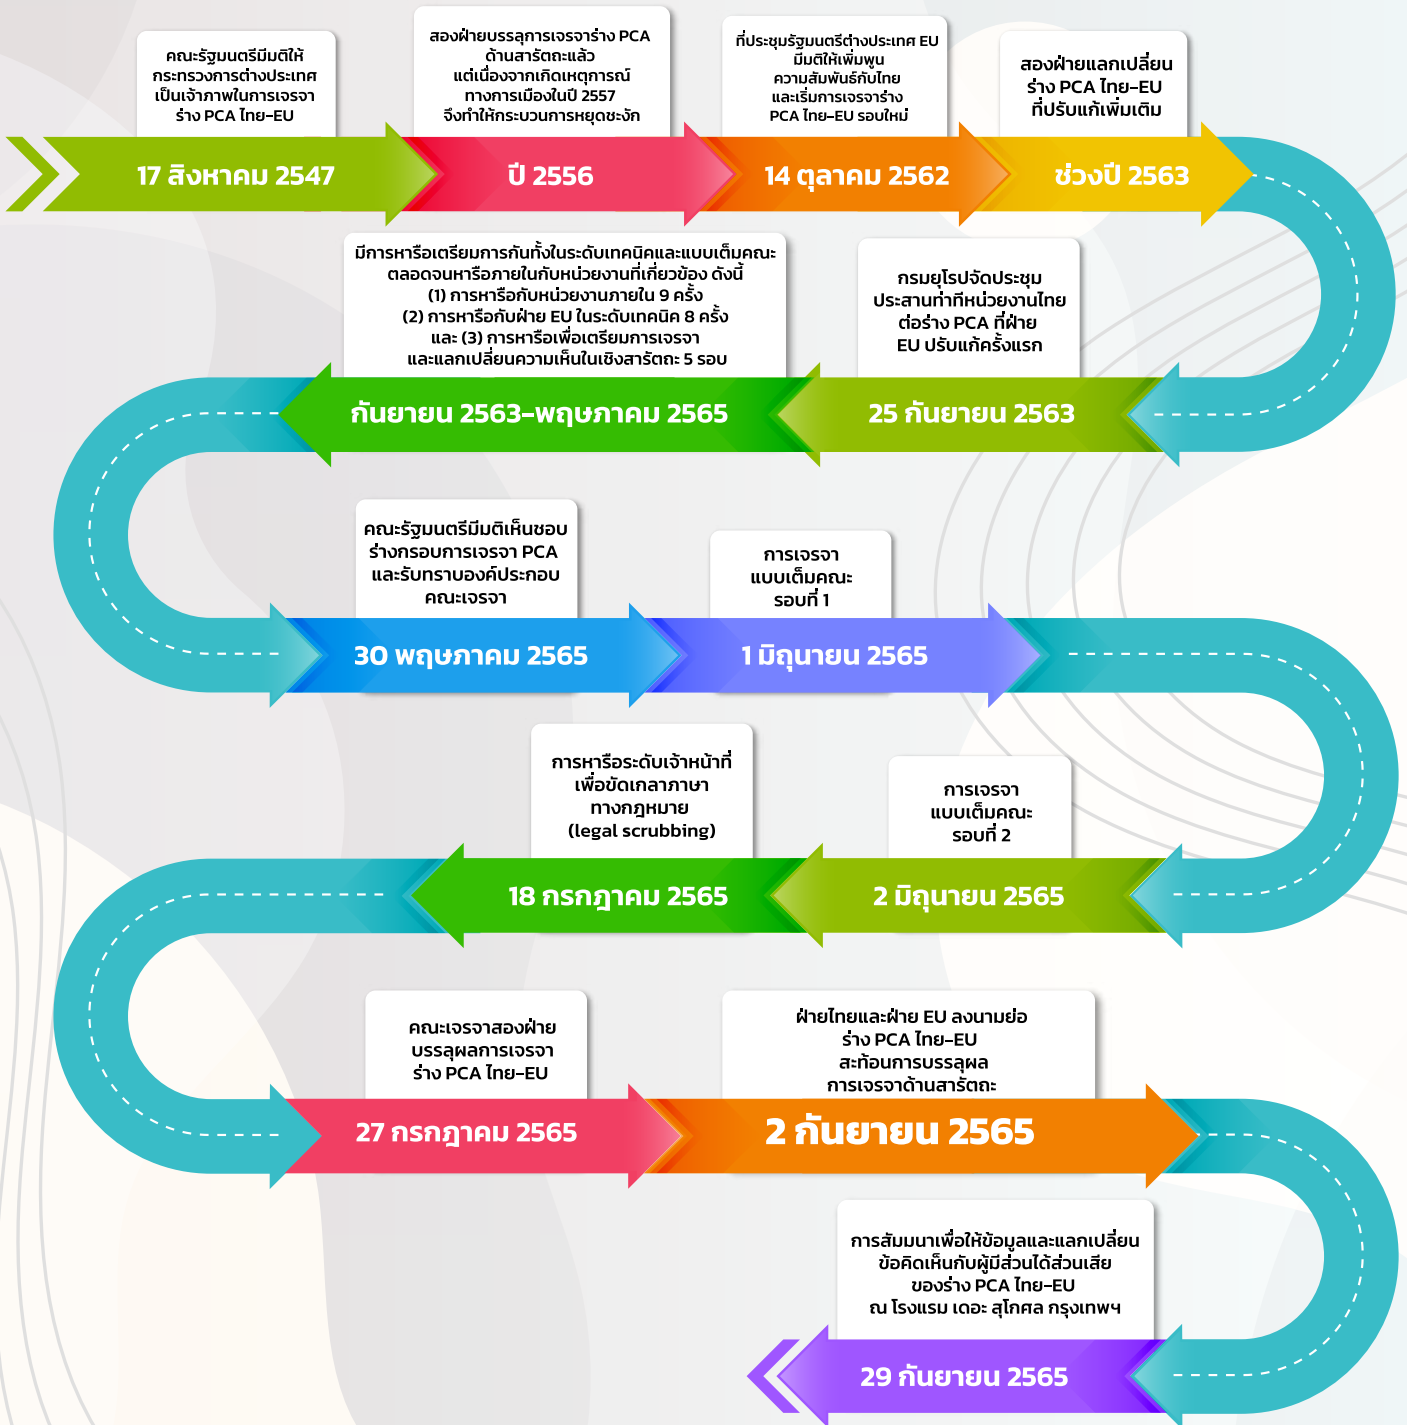 คณะรัฐมนตรีมีมติให้
กระทรวงการต่างประเทศ
เป็นเจ้าภาพในการเจรจา
ร่าง PCA ไทย-EU
17 สิงหาคม 2547
สองฝ่ายบรรลุการเจรจาร่าง PCA
ด้านสารัตถะแล้ว
แต่เนื่องจากเกิดเหตุการณ์
ทางการเมืองในปี 2557
จึงทำให้กระบวนการหยุดชะงัก
ปี 2556
ที่ประชุมรัฐมนตรีต่างประเทศ EU
มีมติให้เพิ่มพูน
ความสัมพันธ์กับไทย
และเริ่มการเจรจาร่าง
PCA ไทย-EU รอบใหม่
14 ตุลาคม 2562
สองฝ่ายแลกเปลี่ยน
ร่าง PCA ไทย-EU
ที่ปรับแก้เพิ่มเติม
ช่วงปี 2563
กรมยุโรปจัดประชุม
ประสานท่าทีหน่วยงานไทย
ต่อร่าง PCA ที่ฝ่าย
EU ปรับแก้ครั้งแรก
25 กันยายน 2563
มีการหารือเตรียมการกันทั้งในระดับเทคนิคและแบบเต็มคณะ
ตลอดจนหารือภายในกับหน่วยงานที่เกี่ยวข้อง ดังนี้
(1) การหารือกับหน่วยงานภายใน 9 ครั้ง
(2) การหารือกับฝ่าย EU ในระดับเทคนิค 8 ครั้ง
และ (3) การหารือเพื่อเตรียมการเจรจา
และแลกเปลี่ยนความเห็นในเชิงสารัตถะ 5 รอบ
กันยายน 2563-พฤษภาคม 2565
คณะรัฐมนตรีมีมติเห็นชอบ
ร่างกรอบการเจรจา PCA
และรับทราบองค์ประกอบ
คณะเจรจา
30 พฤษภาคม 2565
การเจรจา
แบบเต็มคณะ
รอบที่ 1
1 มิถุนายน 2565
การเจรจา
แบบเต็มคณะ
รอบที่ 2
2 มิถุนายน 2565
การหารือระดับเจ้าหน้าที่
เพื่อขัดเกลาภาษา
ทางกฎหมาย
(legal scrubbing)
18 กรกฎาคม 2565
คณะเจรจาสองฝ่าย
บรรลุผลการเจรจา
ร่าง PCA ไทย-EU
27 กรกฎาคม 2565
ฝ่ายไทยและฝ่าย EU ลงนามย่อ
ร่าง PCA ไทย-EU
สะท้อนการบรรลุผล
การเจรจาด้านสารัตถะ
2 กันยายน 2565
การสัมมนาเพื่อให้ข้อมูลและแลกเปลี่ยน
ข้อคิดเห็นกับผู้มีส่วนได้ส่วนเสีย
ของร่าง PCA ไทย-EU
ณ โรงแรม เดอะ สุโกศล กรุงเทพฯ
29 กันยายน 2565